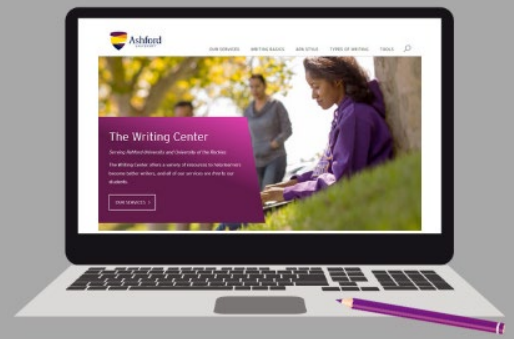 Ashford
UNIVERSITY
OUR SERVICES WRITING BASICS APA STYLE TYPES OF WRITING TOOLS
The Writing Center
Serving Ashford University and University of the Rockies
The Writing Center offers a variety of resources to help learners
become better writers, and all of our services are free to our
students.
OUR SERVICES